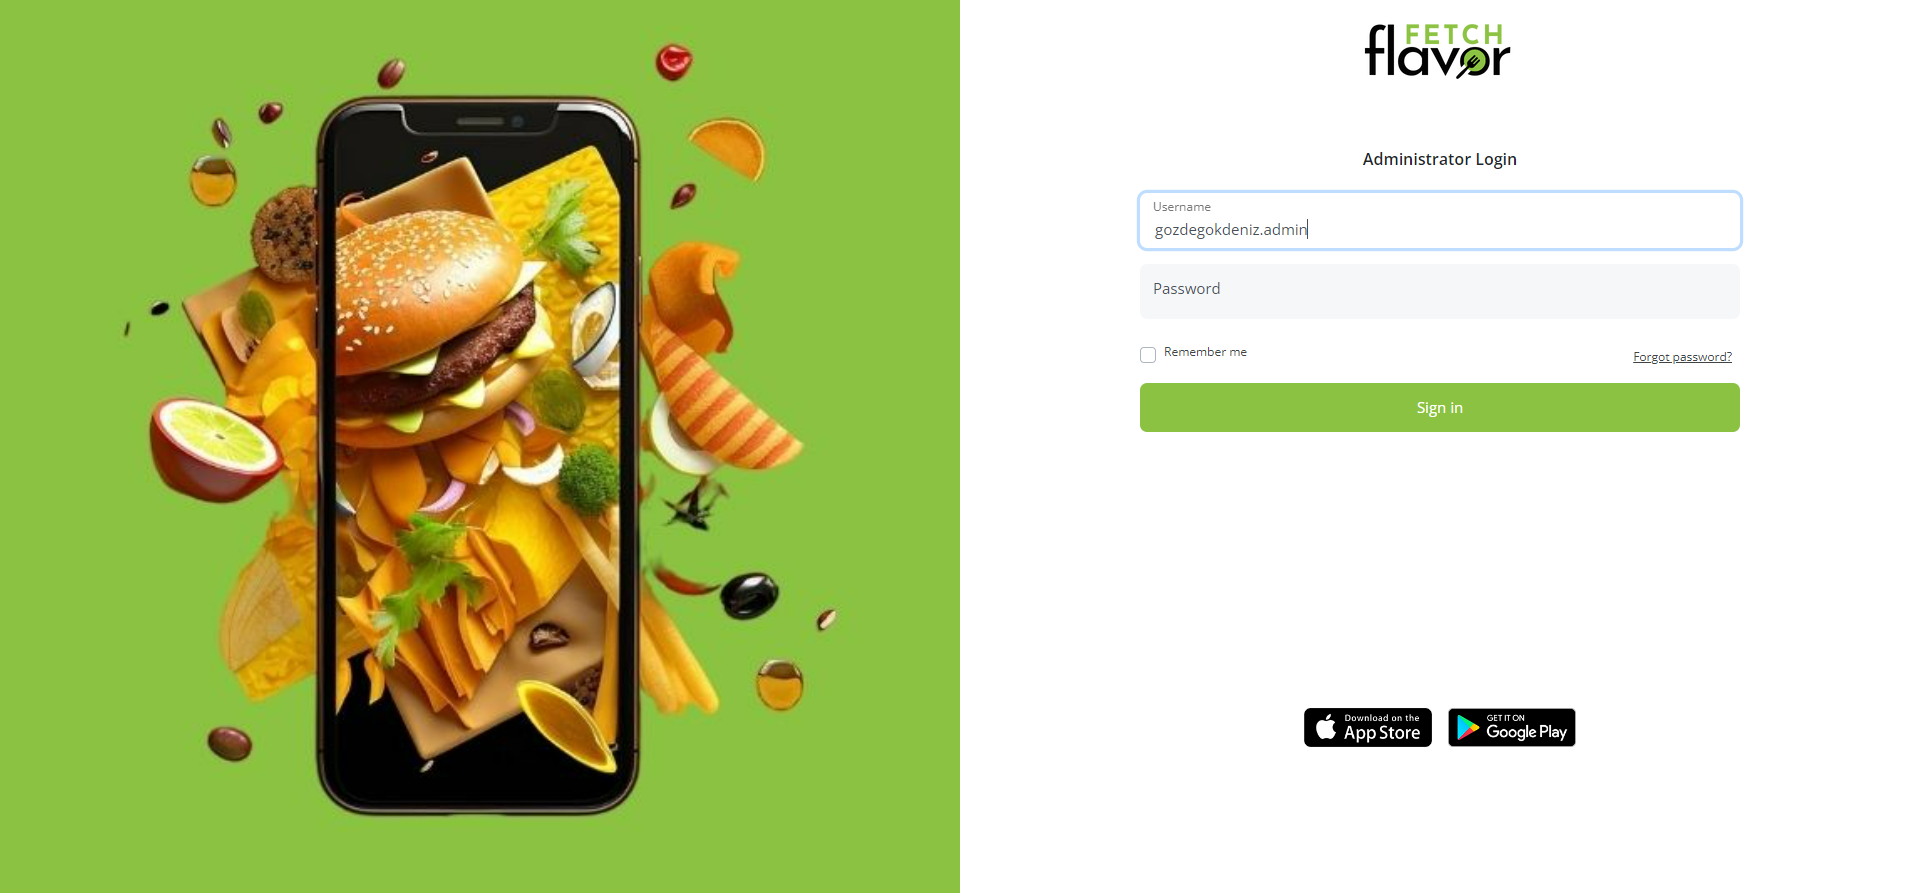 FETCH
flavor
Administrator Login
Username
gozdegokdeniz.admin
Password
Remember me
Forgot password?
Sign in
Download on the
App Store
GET IT ON
Google Play